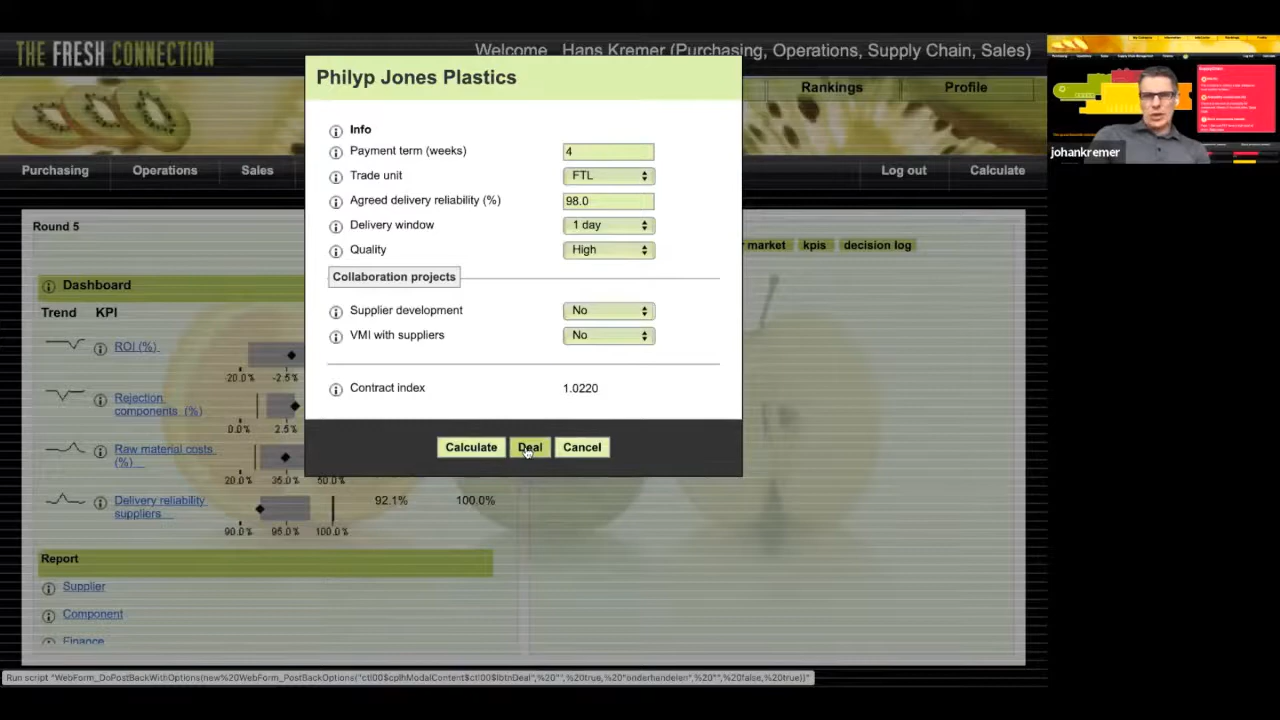 THE FRESH CONNECTION
Welcome Hans Kremer (Purchasing, Operations, Supply Chain, Sales)
Philyp Jones Plastics
Rankings
Info
Payment term (weeks) 4
Trade unit FTL
Agreed delivery reliability (%) 98.0
Delivery window 1 day
Quality High
Collaboration projects
Supplier development No
VMI with suppliers No
Contract index 1.0220
Calculate Deal Cancel
johankremer
Purchasing Operations Sales Log out Calculate
Round 5
market kpis decision log
Dashboard
Trend KPI
ROI (%)
20.0% -2.5%
Rejection
components (%)
0.0% 2.5%
Raw material costs
(%)
20.0% 35.0% 50.0%
Delivery reliability
suppliers
92.1% 100.0%
90.0% 95.0% 100.0%
Report
Supplier
Component
Finance